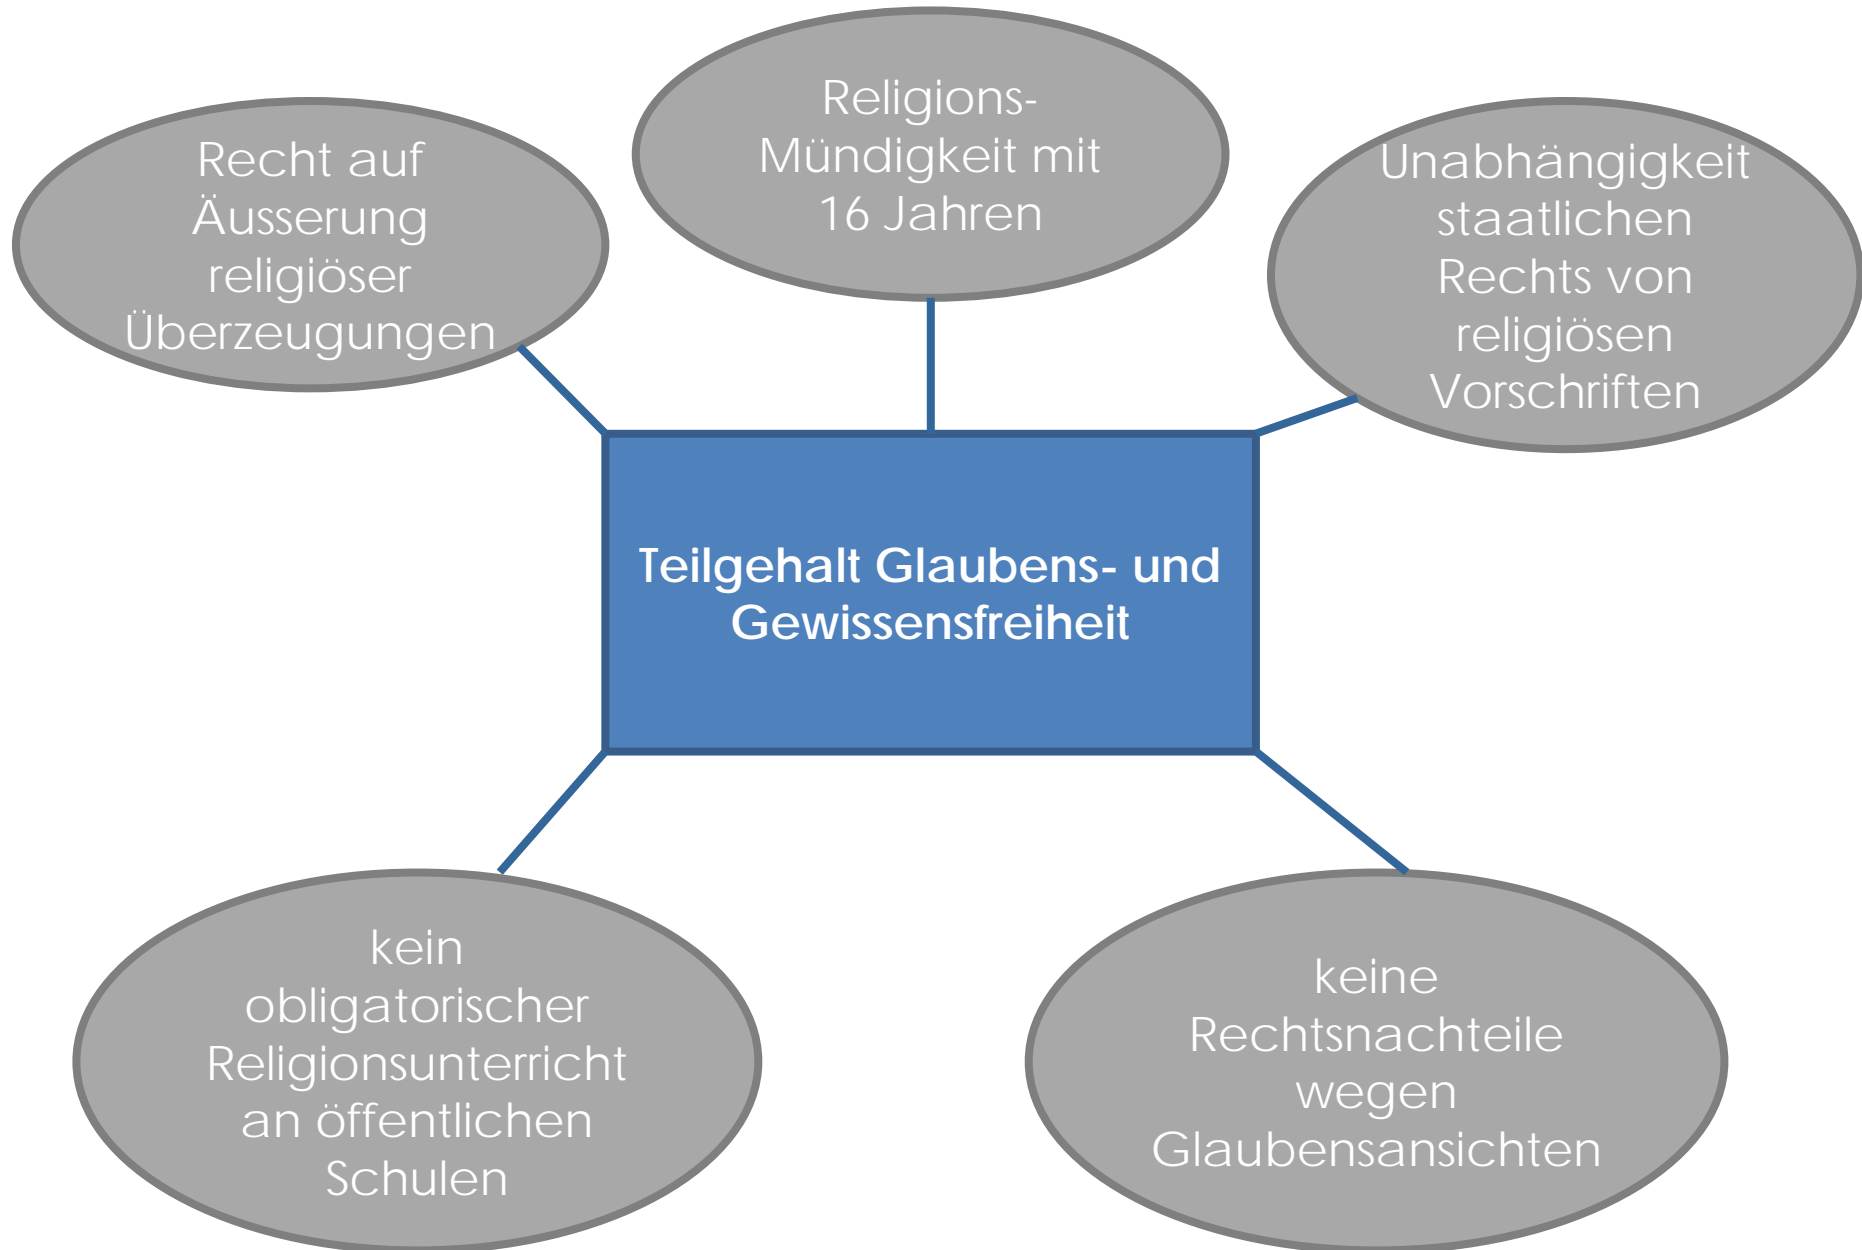 Recht auf
Äusserung
religiöser
Überzeugungen
Religions-
Mündigkeit mit
16 Jahren
Unabhängigkeit
staatlichen
Rechts von
religiösen
Vorschriften
Teilgehalt Glaubens- und
Gewissensfreiheit
kein
obligatorischer
Religionsunterricht
an öffentlichen
Schulen
keine
Rechtsnachteile
wegen
Glaubensansichten